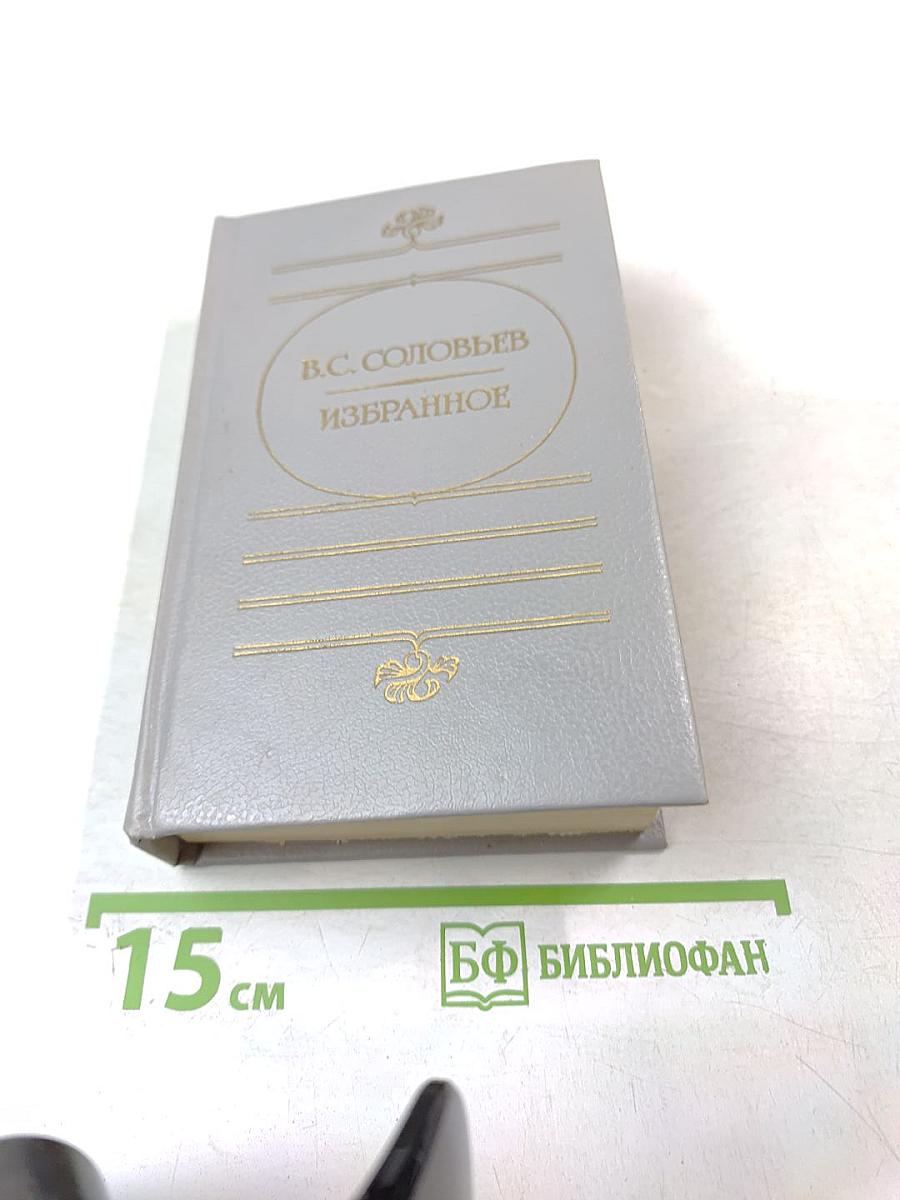 В.С. СОЛОВЬЕВ
ИЗБРАННОЕ
15 см
БФ БИБЛИОФАН